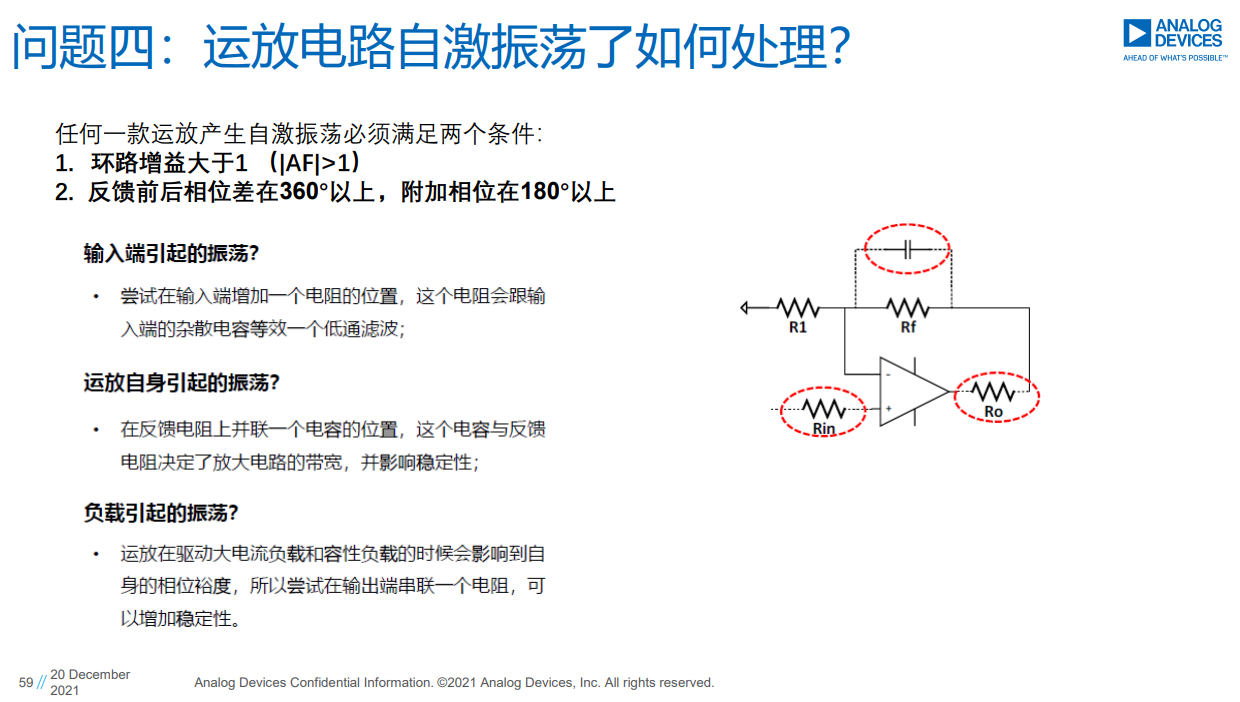 问题四：运放电路自激振荡了如何处理？
ANALOG
DEVICES
AHEAD OF WHAT'S POSSIBLE™
任何一款运放产生自激振荡必须满足两个条件：
1. 环路增益大于1 （|AF|>1）
2. 反馈前后相位差在360°以上，附加相位在180°以上
输入端引起的振荡?
• 尝试在输入端增加一个电阻的位置，这个电阻会跟输
入端的杂散电容等效一个低通滤波；
运放自身引起的振荡?
• 在反馈电阻上并联一个电容的位置，这个电容与反馈
电阻决定了放大电路的带宽，并影响稳定性；
负载引起的振荡?
• 运放在驱动大电流负载和容性负载的时候会影响到自
身的相位裕度，所以尝试在输出端串联一个电阻，可
以增加稳定性。
R1
Rf
-
+
Rin
Ro
59 // 20 December
2021
Analog Devices Confidential Information. ©2021 Analog Devices, Inc. All rights reserved.